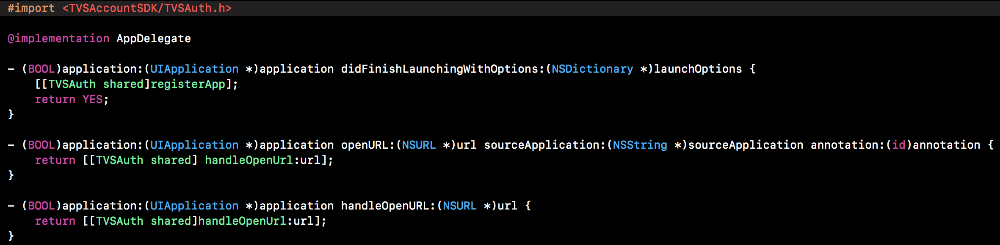 #import <TVSAccountSDK/TVSAuth.h>
@implementation AppDelegate
- (BOOL)application:(UIApplication *)application didFinishLaunchingWithOptions:(NSDictionary *)launchOptions {
    [[TVSAuth shared]registerApp];
    return YES;
}
- (BOOL)application:(UIApplication *)application openURL:(NSURL *)url sourceApplication:(NSString *)sourceApplication annotation:(id)annotation {
    return [[TVSAuth shared] handleOpenUrl:url];
}
- (BOOL)application:(UIApplication *)application handleOpenURL:(NSURL *)url {
    return [[TVSAuth shared]handleOpenUrl:url];
}